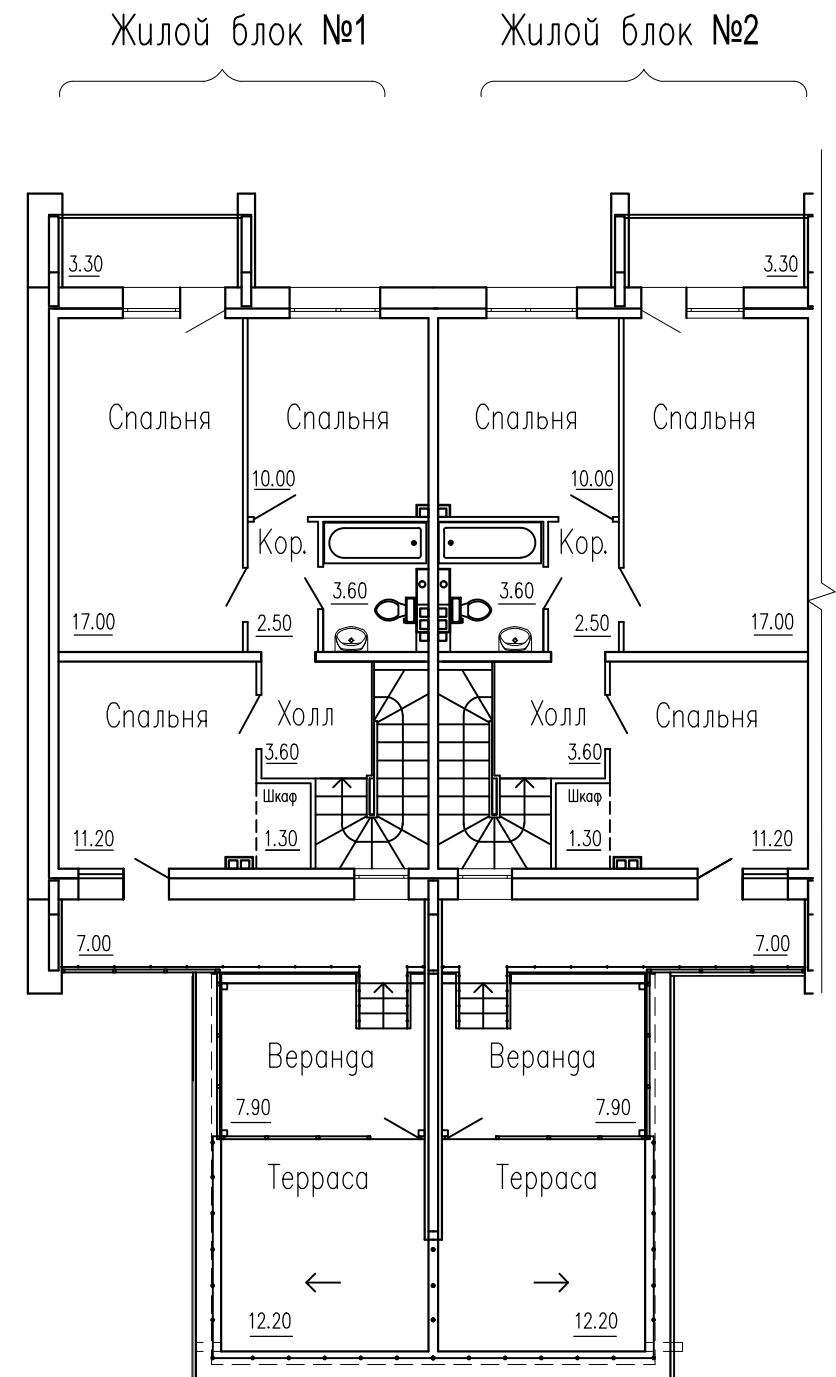 Жилой блок №1 Жилой блок №2
3.30 3.30
Спальня Спальня Спальня Спальня
10.00 10.00
Кор. Кор.
3.60 3.60
17.00 2.50 2.50 17.00
Спальня Холл Холл Спальня
3.60 3.60
Шкаф Шкаф
11.20 1.30 1.30 11.20
7.00 7.00
Веранда Веранда
7.90 7.90
Терраса Терраса
12.20 12.20